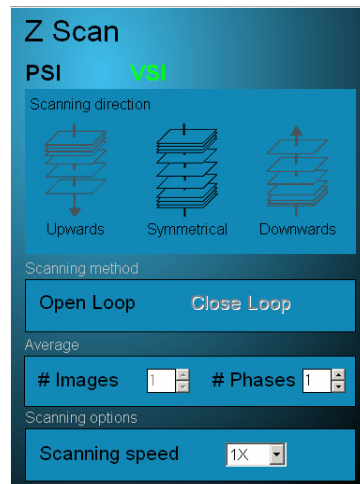 Z Scan
PSI VSI
Scanning direction
Upwards Symmetrical Downwards
Scanning method
Open Loop Close Loop
Average
# Images 1 # Phases 1
Scanning options
Scanning speed 1X